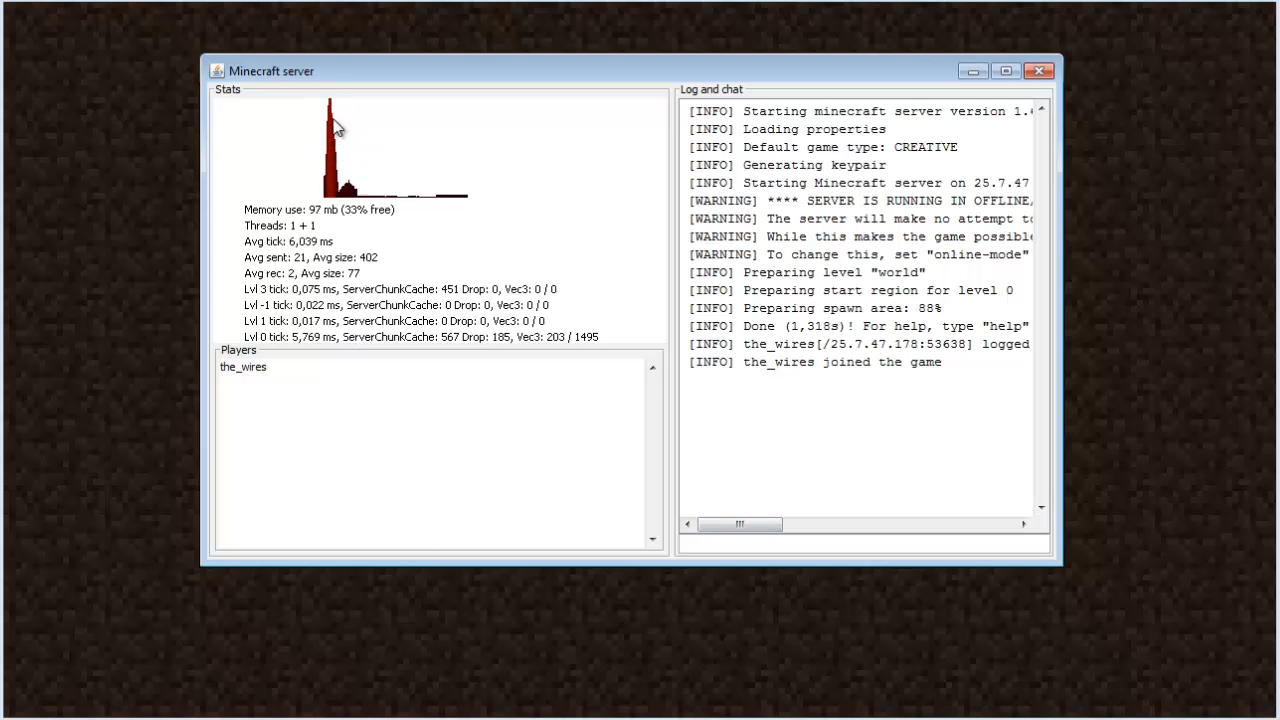 Minecraft server
Stats
Memory use: 97 mb (33% free)
Threads: 1 + 1
Avg tick: 6,039 ms
Avg sent: 21, Avg size: 402
Avg rec: 2, Avg size: 77
Lvl 3 tick: 0,075 ms, ServerChunkCache: 451 Drop: 0, Vec3: 0 / 0
Lvl -1 tick: 0,022 ms, ServerChunkCache: 0 Drop: 0, Vec3: 0 / 0
Lvl 1 tick: 0,017 ms, ServerChunkCache: 0 Drop: 0, Vec3: 0 / 0
Lvl 0 tick: 5,769 ms, ServerChunkCache: 567 Drop: 185, Vec3: 203 / 1495
Players
the_wires
Log and chat
[INFO] Starting minecraft server version 1.
[INFO] Loading properties
[INFO] Default game type: CREATIVE
[INFO] Generating keypair
[INFO] Starting Minecraft server on 25.7.47
[WARNING] **** SERVER IS RUNNING IN OFFLINE/
[WARNING] The server will make no attempt to
[WARNING] While this makes the game possible
[WARNING] To change this, set "online-mode"
[INFO] Preparing level "world"
[INFO] Preparing start region for level 0
[INFO] Preparing spawn area: 88%
[INFO] Done (1,318s)! For help, type "help"
[INFO] the_wires[/25.7.47.178:53638] logged
[INFO] the_wires joined the game